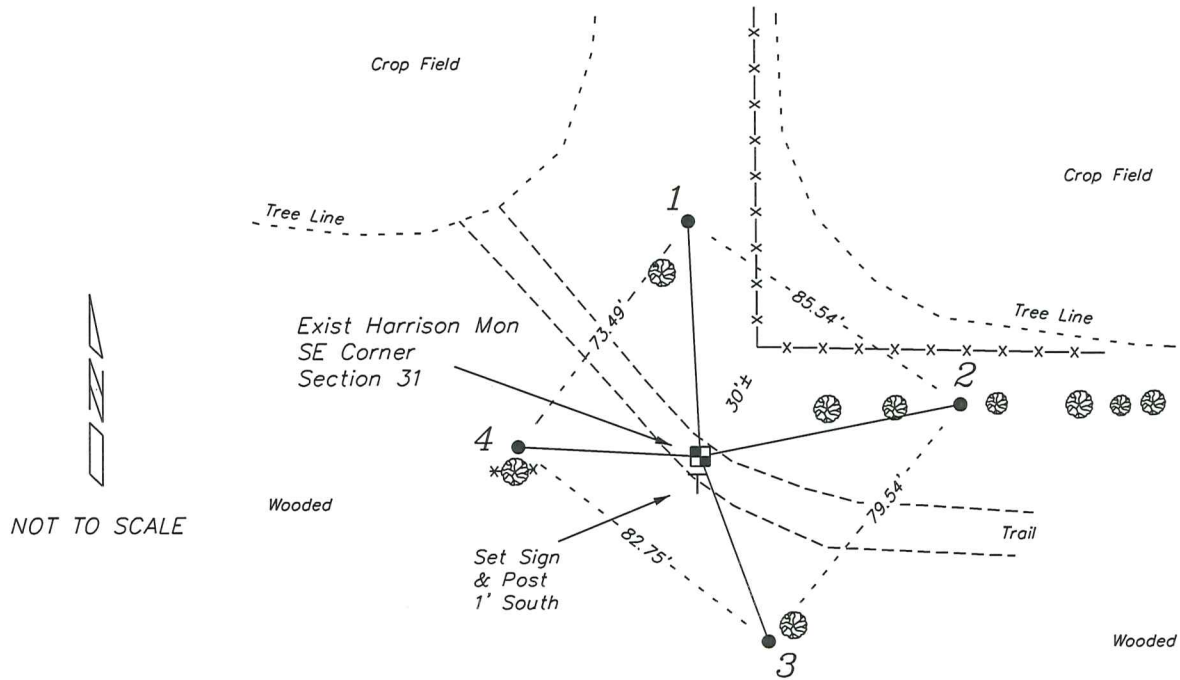 Crop Field
Crop Field
1
Tree Line
85.54'
73.49'
Tree Line
Exist Harrison Mon
SE Corner
Section 31
2
30'±
4
N
NOT TO SCALE
Wooded
79.54'
Trail
82.75'
Set Sign
& Post
1' South
Wooded
3